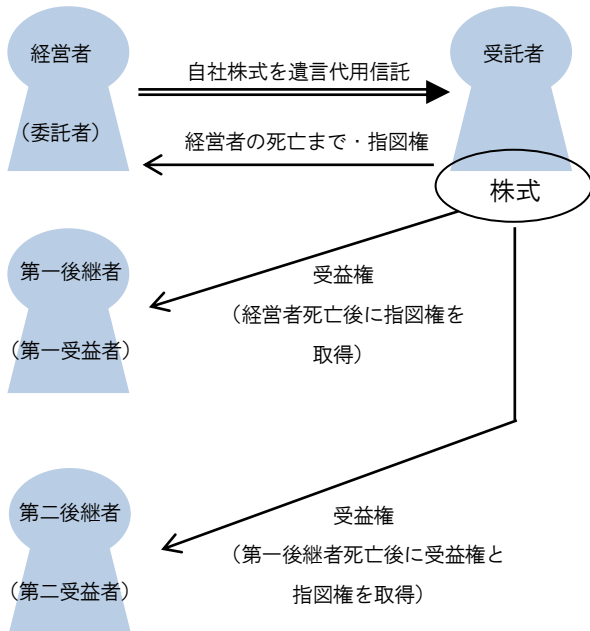 経営者
（委託者）
自社株式を遺言代用信託
受託者
経営者の死亡まで・指図権
株式
第一後継者
（第一受益者）
受益権
（経営者死亡後に指図権を
取得）
第二後継者
（第二受益者）
受益権
（第一後継者死亡後に受益権と
指図権を取得）